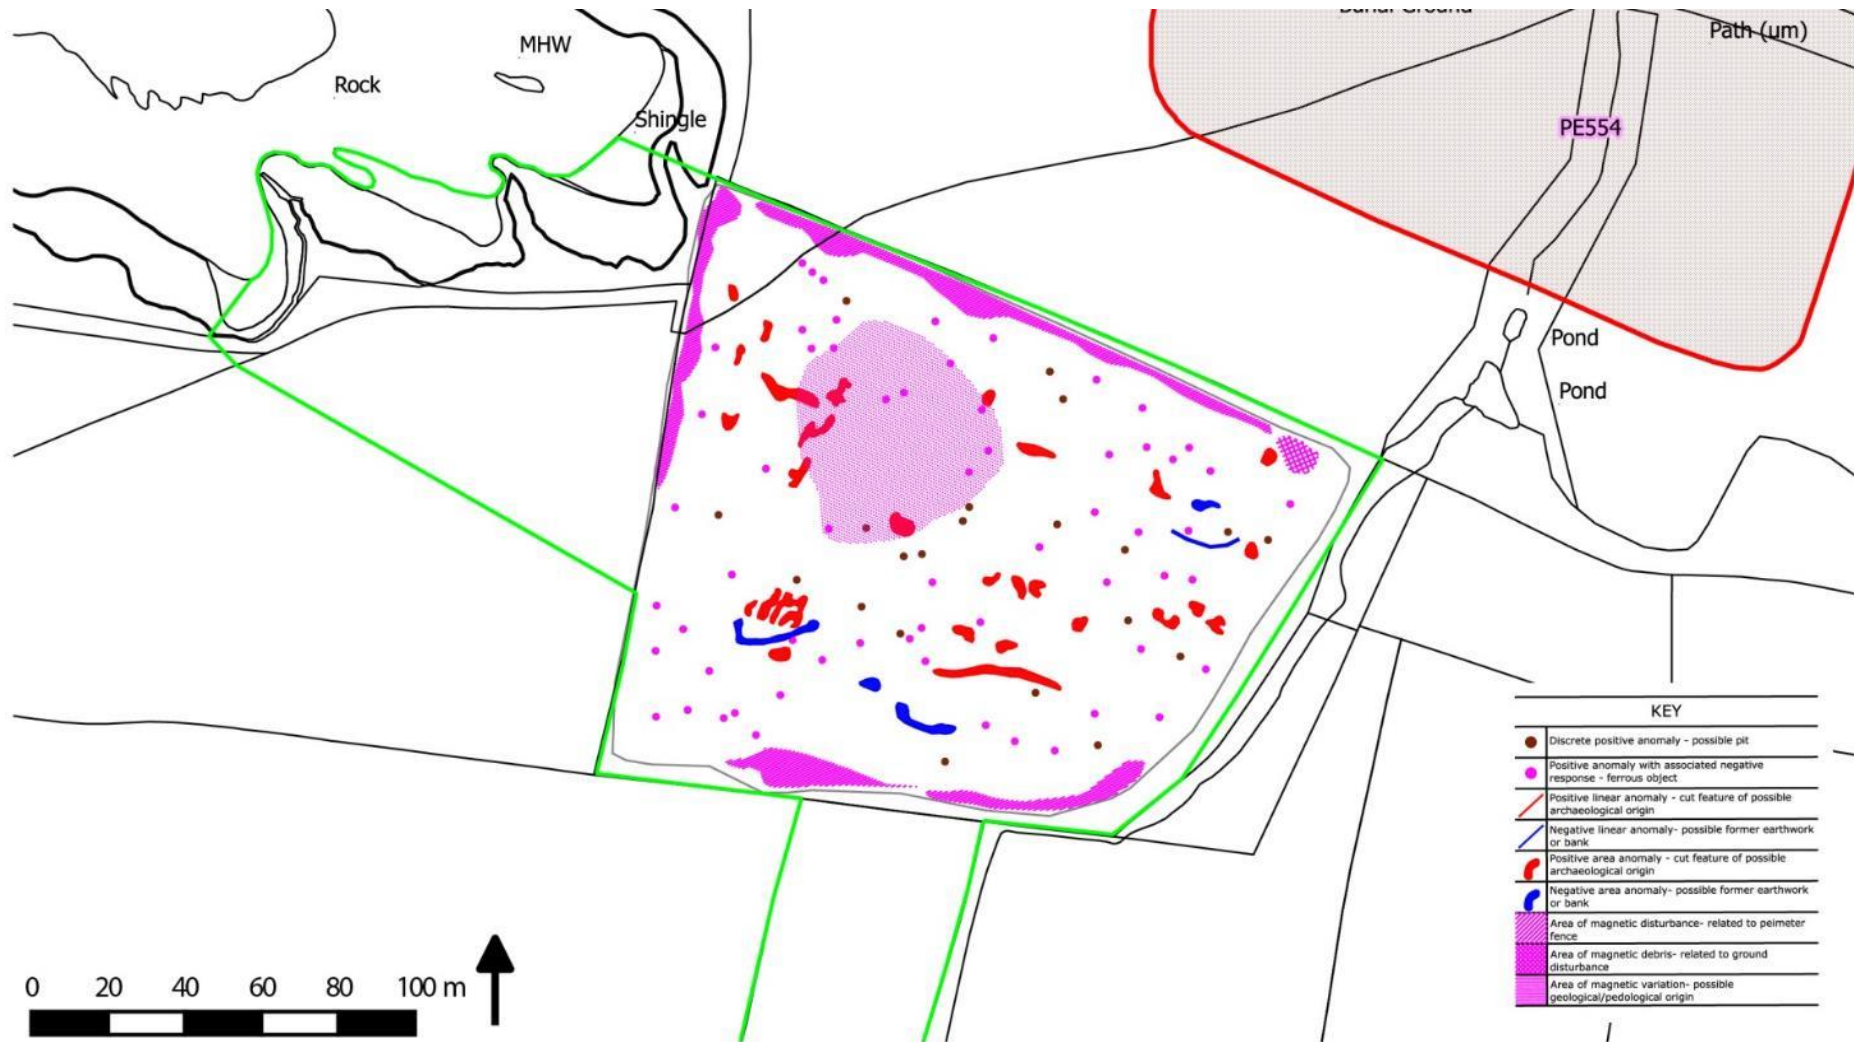 Burial Ground
Path (um)
MHW
Rock
Shingle
PE554
Pond
Pond
KEY
Discrete positive anomaly - possible pit
Positive anomaly with associated negative
response - ferrous object
Positive linear anomaly - cut feature of possible
archaeological origin
Negative linear anomaly- possible former earthwork
or bank
Positive area anomaly - cut feature of possible
archaeological origin
Negative area anomaly- possible former earthwork
or bank
Area of magnetic disturbance- related to peimeter
fence
Area of magnetic debris- related to ground
disturbance
Area of magnetic variation- possible
geological/pedological origin
0 20 40 60 80 100 m